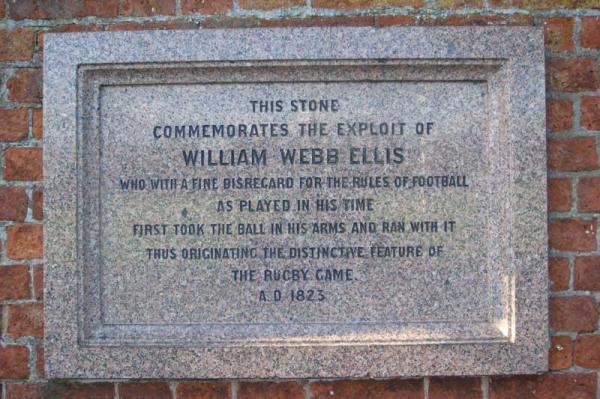 THIS STONE
COMMEMORATES THE EXPLOIT OF
WILLIAM WEBB ELLIS
WHO WITH A FINE DISREGARD FOR THE RULES OF FOOTBALL
AS PLAYED IN HIS TIME
FIRST TOOK THE BALL IN HIS ARMS AND RAN WITH IT
THUS ORIGINATING THE DISTINCTIVE FEATURE OF
THE RUGBY GAME.
A.D. 1823